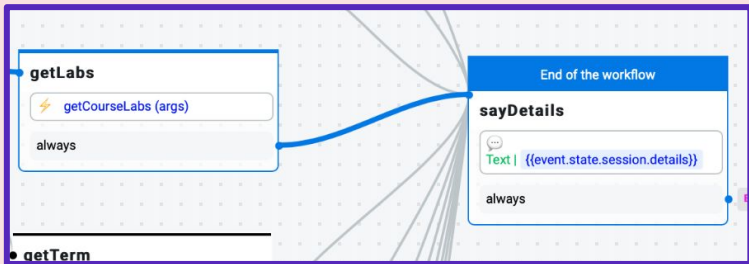 getLabs
getCourseLabs (args)
always
End of the workflow
sayDetails
Text | {{event.state.session.details}}
always
getTerm